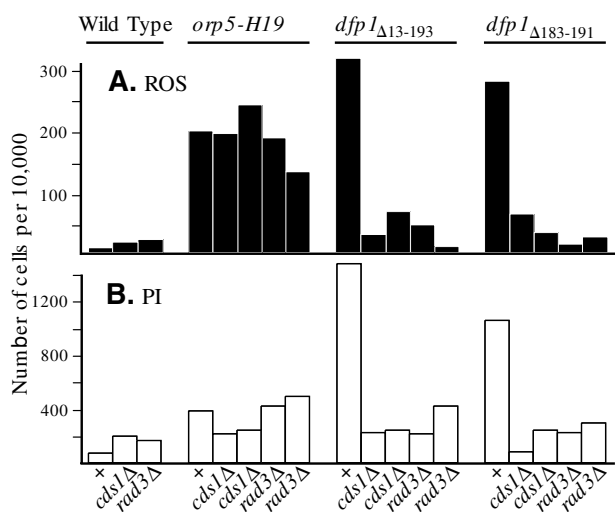 Wild Type orp5-H19 dfp1Δ13-193 dfp1Δ183-191
A. ROS
300
200
100
Number of cells per 10,000
B. PI
1200
800
400
+ cds1Δ rad3Δ + cds1Δ cds1Δ rad3Δ rad3Δ + cds1Δ cds1Δ rad3Δ rad3Δ + cds1Δ cds1Δ rad3Δ rad3Δ